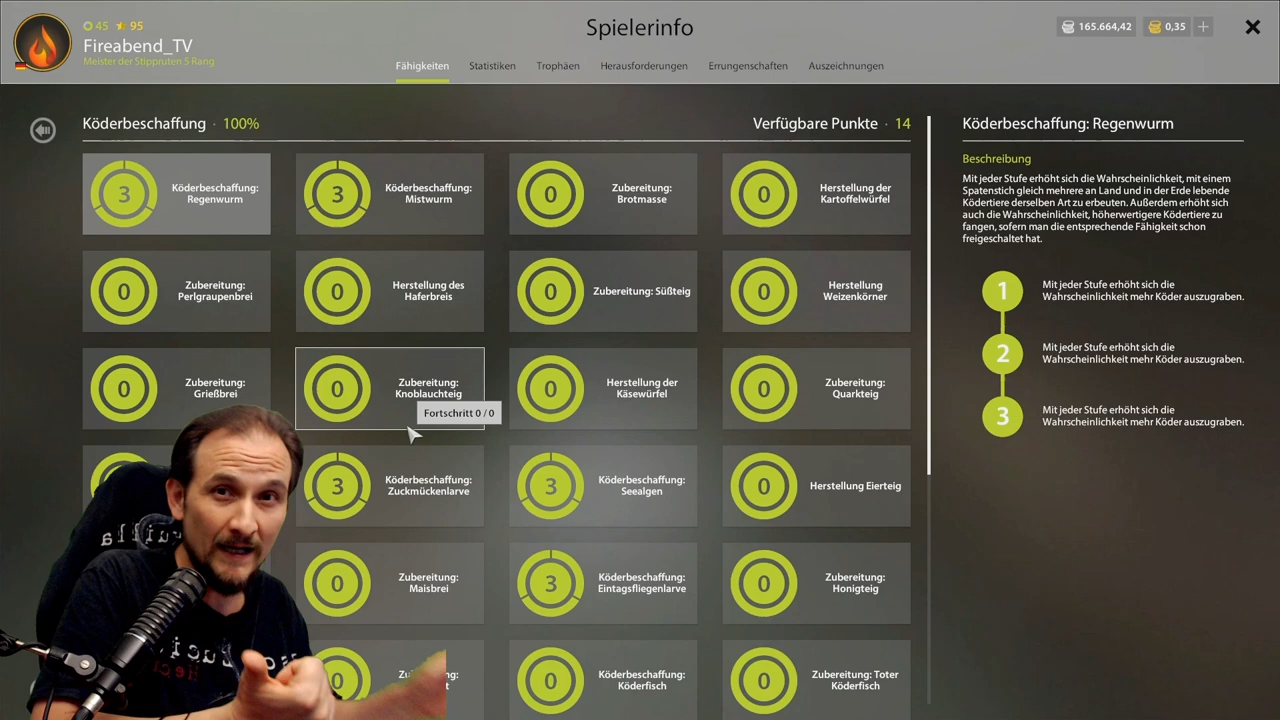 45 95
Fireabend_TV
Meister der Stippruten 5 Rang
Spielerinfo
165.664,42
0,35
Fähigkeiten
Statistiken
Trophäen
Herausforderungen
Errungenschaften
Auszeichnungen
Köderbeschaffung · 100%
Verfügbare Punkte · 14
3
Köderbeschaffung:
Regenwurm
3
Köderbeschaffung:
Mistwurm
0
Zubereitung:
Brotmasse
0
Herstellung der
Kartoffelwürfel
0
Zubereitung:
Perlgraupenbrei
0
Herstellung des
Haferbreis
0
Zubereitung: Süßteig
0
Herstellung
Weizenkörner
0
Zubereitung:
Grießbrei
0
Zubereitung:
Knoblauchteig
Fortschritt 0 / 0
0
Herstellung der
Käsewürfel
0
Zubereitung:
Quarkteig
3
Köderbeschaffung:
Zuckmückenlarve
3
Köderbeschaffung:
Seealgen
0
Herstellung Eierteig
0
Zubereitung:
Maisbrei
3
Köderbeschaffung:
Eintagsfliegenlarve
0
Zubereitung:
Honigteig
0
0
Köderbeschaffung:
Köderfisch
0
Zubereitung: Toter
Köderfisch
Köderbeschaffung: Regenwurm
Beschreibung
Mit jeder Stufe erhöht sich die Wahrscheinlichkeit, mit einem
Spatenstich gleich mehrere an Land und in der Erde lebende
Ködertiere derselben Art zu erbeuten. Außerdem erhöht sich
auch die Wahrscheinlichkeit, höherwertigere Ködertiere zu
fangen, sofern man die entsprechende Fähigkeit schon
freigeschaltet hat.
1
Mit jeder Stufe erhöht sich die
Wahrscheinlichkeit mehr Köder auszugraben.
2
Mit jeder Stufe erhöht sich die
Wahrscheinlichkeit mehr Köder auszugraben.
3
Mit jeder Stufe erhöht sich die
Wahrscheinlichkeit mehr Köder auszugraben.